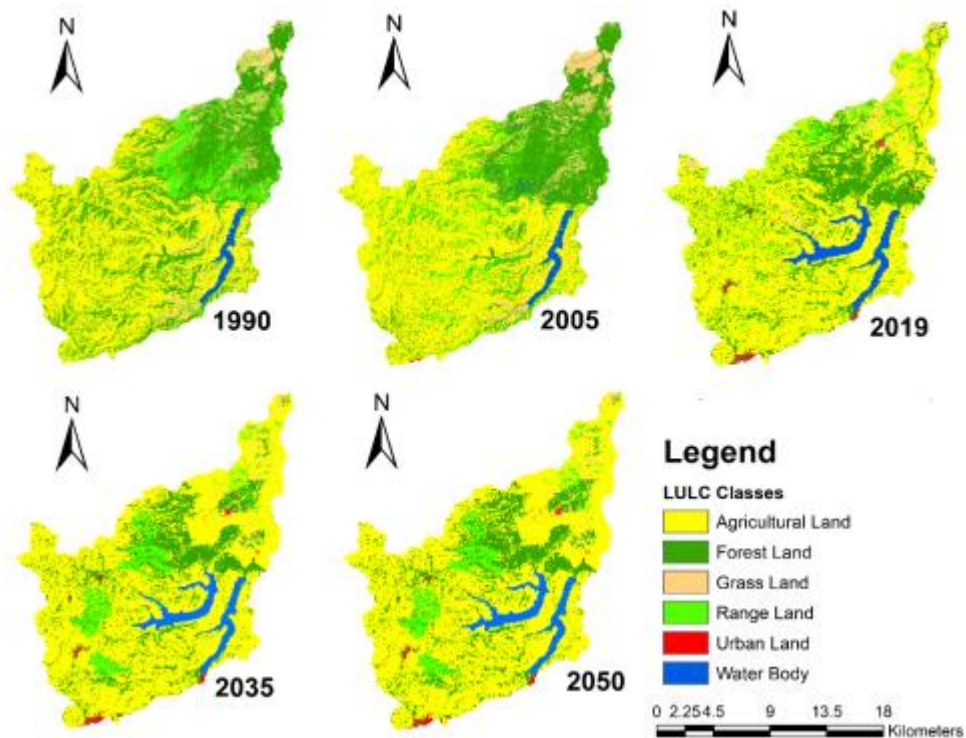 N
N
N
1990
2005
2019
N
N
2035
2050
Legend
LULC Classes
Agricultural Land
Forest Land
Grass Land
Range Land
Urban Land
Water Body
0 2.25 4.5 9 13.5 18
Kilometers